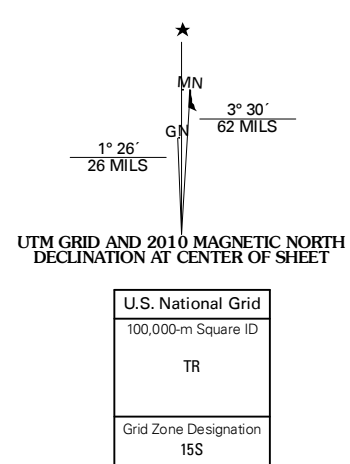 ★
MN
3° 30´
62 MILS
GN
1° 26´
26 MILS
UTM GRID AND 2010 MAGNETIC NORTH
DECLINATION AT CENTER OF SHEET
U.S. National Grid
100,000-m Square ID
TR
Grid Zone Designation
15S